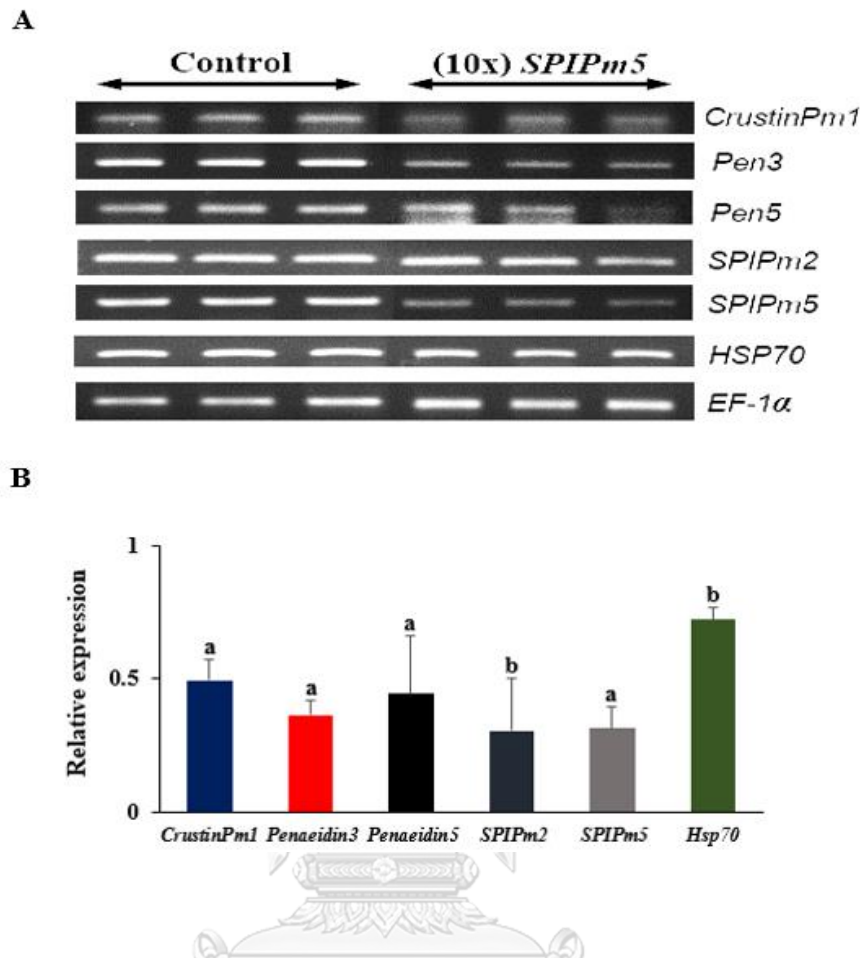 A
Control (10x) SPIPm5
CrustinPm1
Pen3
Pen5
SPIPm2
SPIPm5
HSP70
EF-1α
B
Relative expression
1
0.5
0
a a a b a b
CrustinPm1 Penaeidin3 Penaeidin5 SPIPm2 SPIPm5 Hsp70